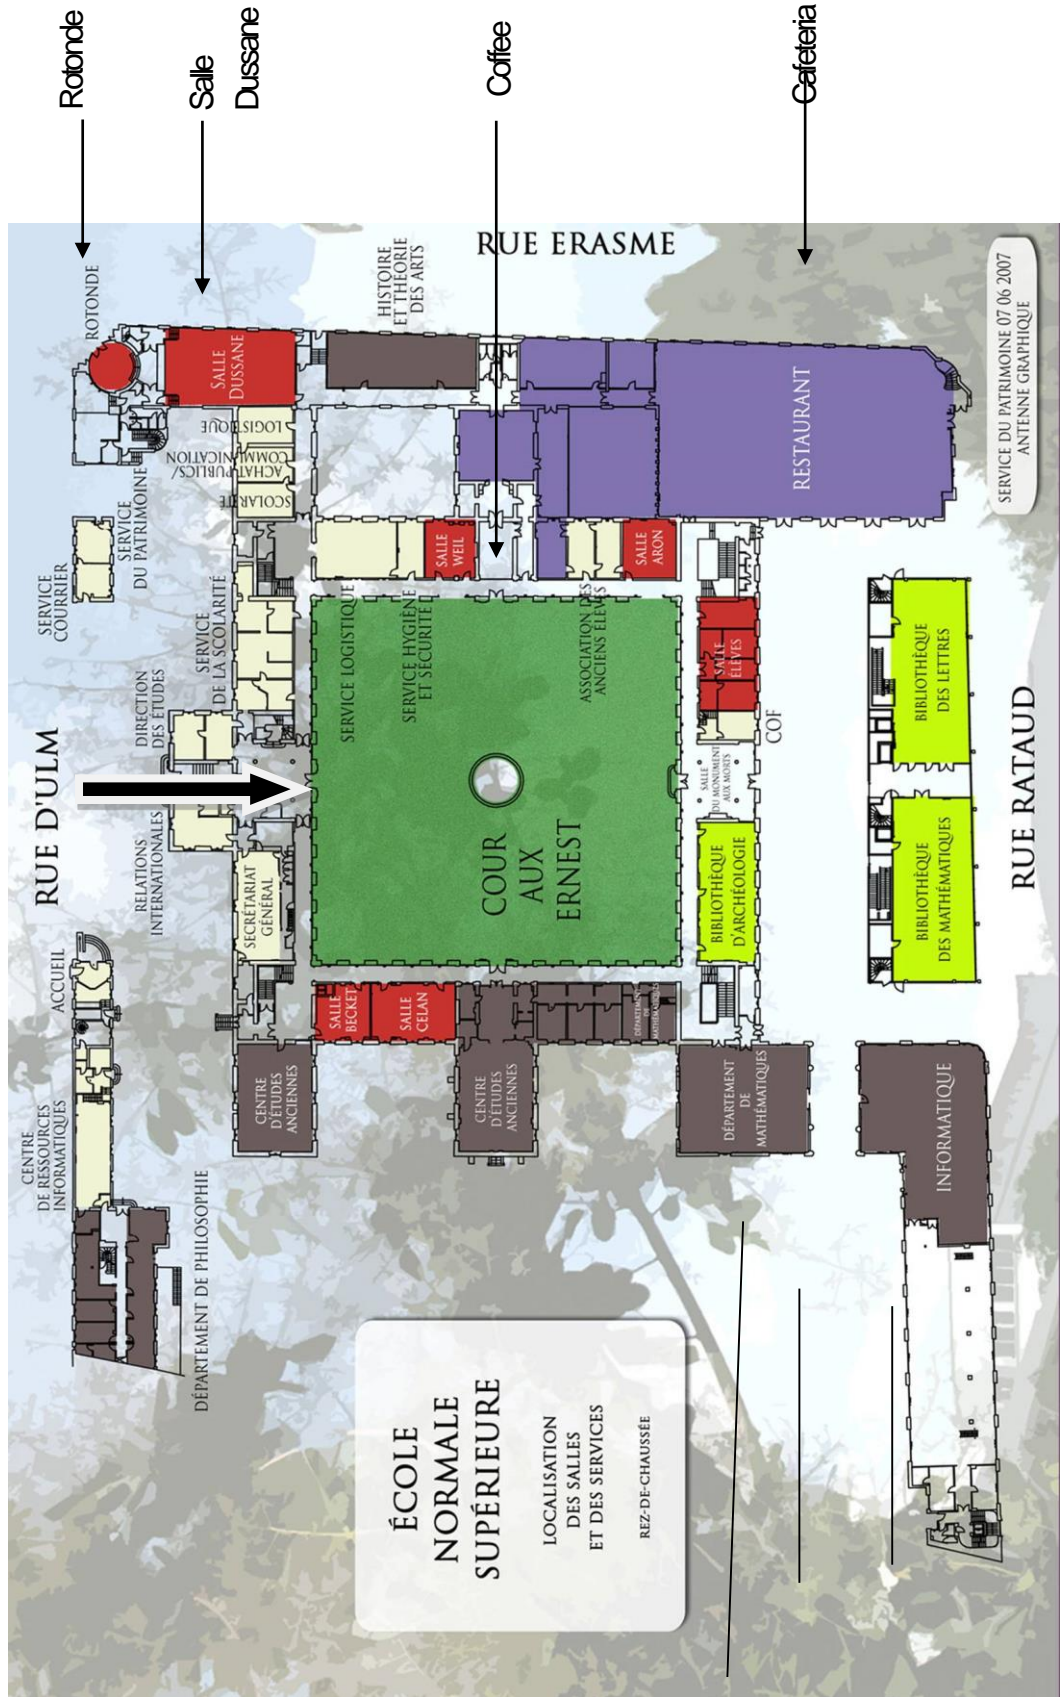 Rotonde
Salle
Dussane
Coffee
Cafeteria
RUE ERASME
SERVICE DU PATRIMOINE 07 06 2007
ANTENNE GRAPHIQUE
ROTONDE
SALLE
DUSSANE
HISTOIRE
ET THÉORIE
DES ARTS
RESTAURANT
LOGISTIQUE
ACHAT PUBLICS/
COMMUNICATION
SCOLARITÉ
SERVICE
DU PATRIMOINE
SERVICE
COURRIER
SALLE
WEIL
SALLE
ARON
SERVICE
DE LA SCOLARITÉ
SERVICE LOGISTIQUE
SERVICE HYGIÈNE
ET SÉCURITÉ
ASSOCIATION DES
ANCIENS ÉLÈVES
SALLE
ÉLÈVES
COF
BIBLIOTHÈQUE
DES LETTRES
RUE RATAUD
RUE D'ULM
DIRECTION
DES ÉTUDES
RELATIONS
INTERNATIONALES
SALLE
DU MONUMENT
AUX MORTS
COUR
AUX
ERNEST
SECRÉTARIAT
GÉNÉRAL
BIBLIOTHÈQUE
D'ARCHÉOLOGIE
BIBLIOTHÈQUE
DES MATHÉMATIQUES
ACCUEIL
SALLE
BECKET
SALLE
CELAN
DÉPARTEMENT
DE
MATHÉMATIQUES
CENTRE
DE RESSOURCES
INFORMATIQUES
CENTRE
D'ÉTUDES
ANCIENNES
CENTRE
D'ÉTUDES
ANCIENNES
DÉPARTEMENT
DE
MATHÉMATIQUES
INFORMATIQUE
DÉPARTEMENT DE PHILOSOPHIE
ÉCOLE
NORMALE
SUPÉRIEURE
LOCALISATION
DES SALLES
ET DES SERVICES
REZ-DE-CHAUSSÉE